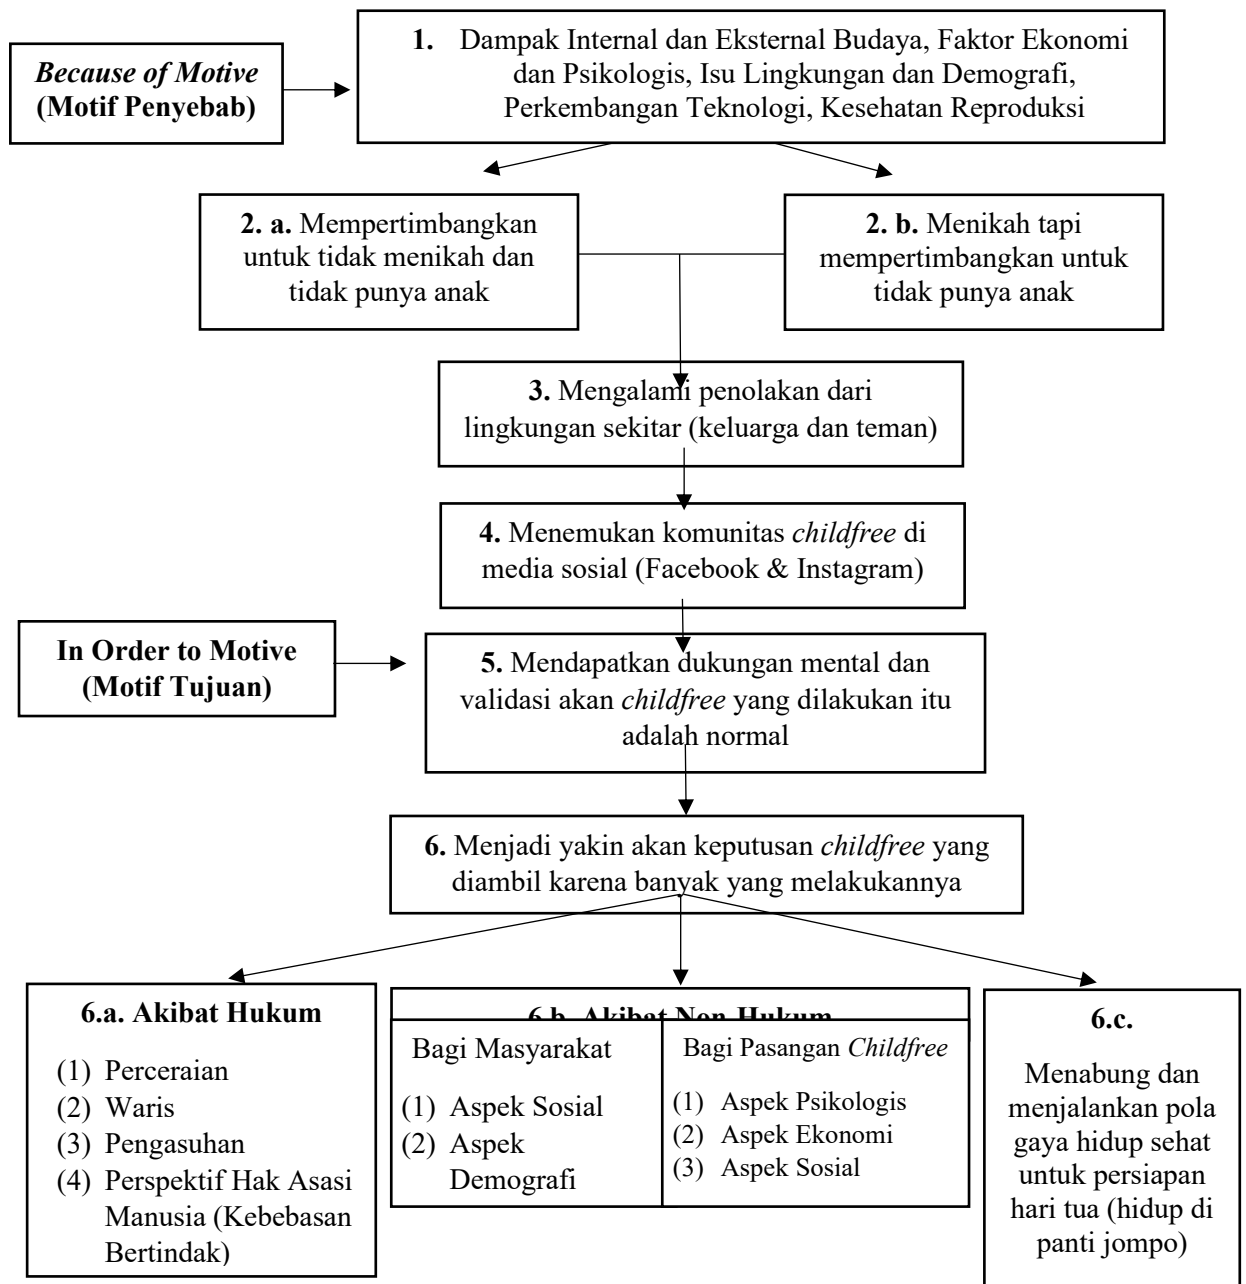 Because of Motive
(Motif Penyebab)
1. Dampak Internal dan Eksternal Budaya, Faktor Ekonomi
dan Psikologis, Isu Lingkungan dan Demografi,
Perkembangan Teknologi, Kesehatan Reproduksi
2. a. Mempertimbangkan
untuk tidak menikah dan
tidak punya anak
2. b. Menikah tapi
mempertimbangkan untuk
tidak punya anak
3. Mengalami penolakan dari
lingkungan sekitar (keluarga dan teman)
4. Menemukan komunitas childfree di
media sosial (Facebook & Instagram)
In Order to Motive
(Motif Tujuan)
5. Mendapatkan dukungan mental dan
validasi akan childfree yang dilakukan itu
adalah normal
6. Menjadi yakin akan keputusan childfree yang
diambil karena banyak yang melakukannya
6.a. Akibat Hukum
(1) Perceraian
(2) Waris
(3) Pengasuhan
(4) Perspektif Hak Asasi
Manusia (Kebebasan
Bertindak)
6.b. Akibat Non-Hukum
Bagi Masyarakat
(1) Aspek Sosial
(2) Aspek
Demografi
Bagi Pasangan Childfree
(1) Aspek Psikologis
(2) Aspek Ekonomi
(3) Aspek Sosial
6.c.
Menabung dan
menjalankan pola
gaya hidup sehat
untuk persiapan
hari tua (hidup di
panti jompo)